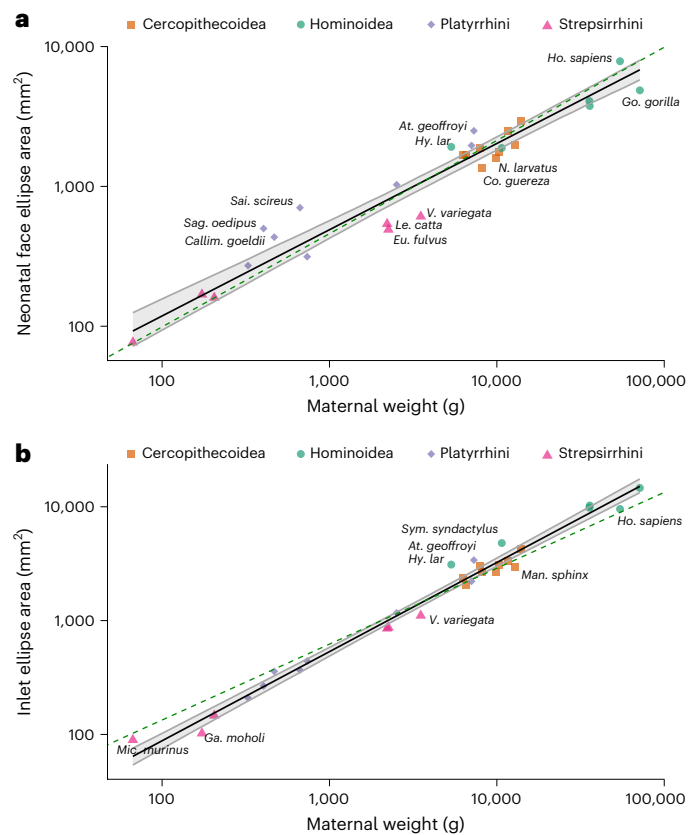 a
Cercopithecoidea Hominoidea Platyrrhini Strepsirrhini
10,000
1,000
100
Neonatal face ellipse area (mm²)
Ho. sapiens
Go. gorilla
At. geoffroyi
Hy. lar
N. larvatus
Co. guereza
Sai. scireus
V. variegata
Sag. oedipus
Le. catta
Callim. goeldii
Eu. fulvus
100 1,000 10,000 100,000
Maternal weight (g)
b
Cercopithecoidea Hominoidea Platyrrhini Strepsirrhini
10,000
1,000
100
Inlet ellipse area (mm²)
Ho. sapiens
Sym. syndactylus
At. geoffroyi
Hy. lar
Man. sphinx
V. variegata
Ga. moholi
Mic. murinus
100 1,000 10,000 100,000
Maternal weight (g)